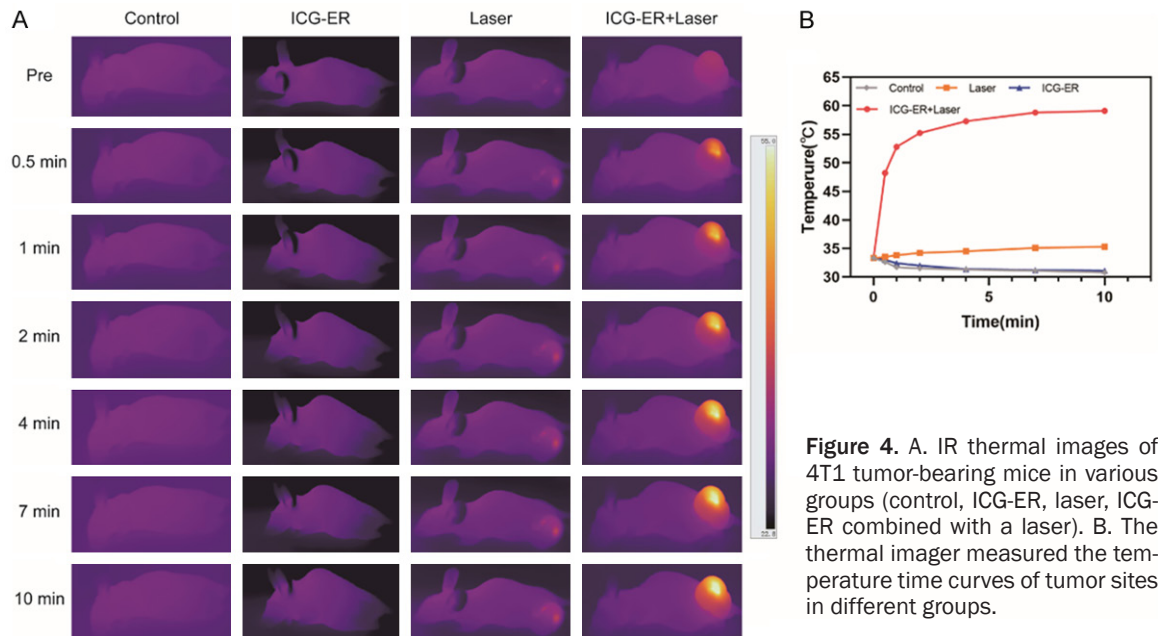 A
Control ICG-ER Laser ICG-ER+Laser
Pre
0.5 min
1 min
2 min
4 min
7 min
10 min
55.0
22.0
B
65
60
55
50
45
40
35
30
Temperure(°C)
Control Laser ICG-ER
ICG-ER+Laser
0 5 10
Time(min)
Figure 4. A. IR thermal images of
4T1 tumor-bearing mice in various
groups (control, ICG-ER, laser, ICG-
ER combined with a laser). B. The
thermal imager measured the tem-
perature time curves of tumor sites
in different groups.